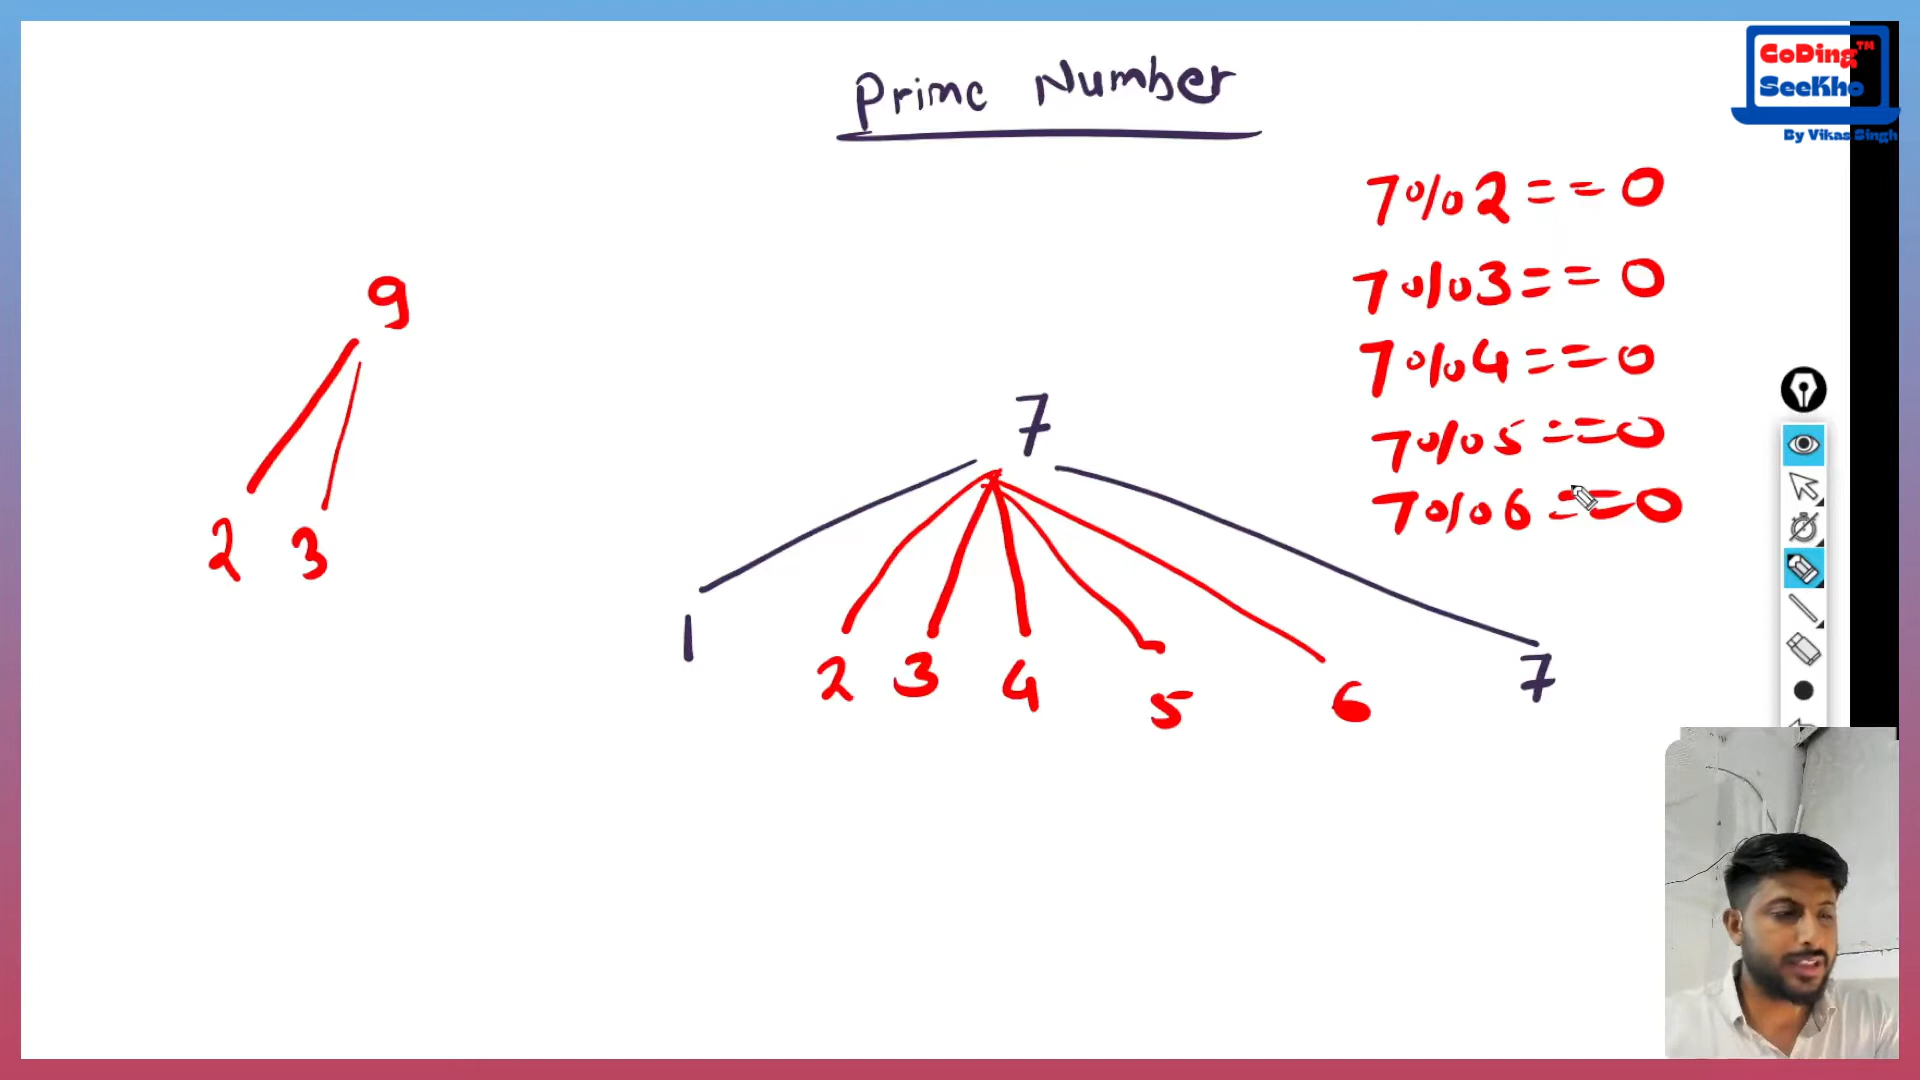 Prime Number
CoDing™
SeeKho
By Vikas Singh
7%2==0
7%3==0
7%4==0
7%5==0
7%6==0
9
2 3
7
1 2 3 4 5 6 7